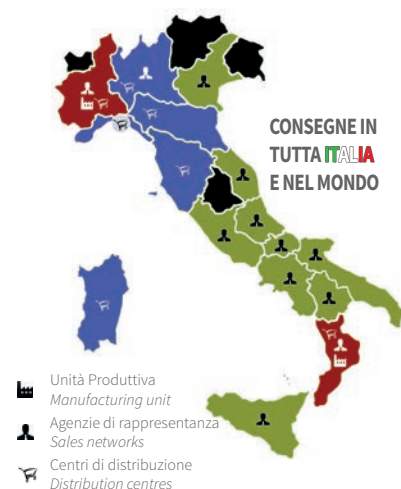 CONSEGNE IN
TUTTA ITALIA
E NEL MONDO
Unità Produttiva
Manufacturing unit
Agenzie di rappresentanza
Sales networks
Centri di distribuzione
Distribution centres